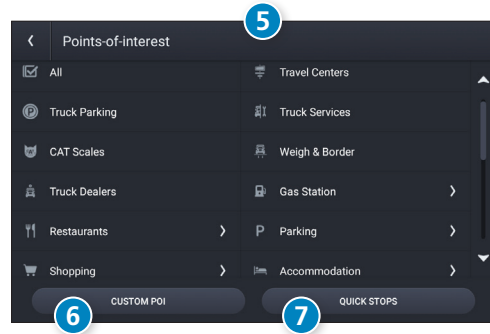 5
Points-of-interest
All
Travel Centers
Truck Parking
Truck Services
CAT Scales
Weigh & Border
Truck Dealers
Gas Station
Restaurants
P Parking
Shopping
Accommodation
CUSTOM POI
QUICK STOPS
6
7